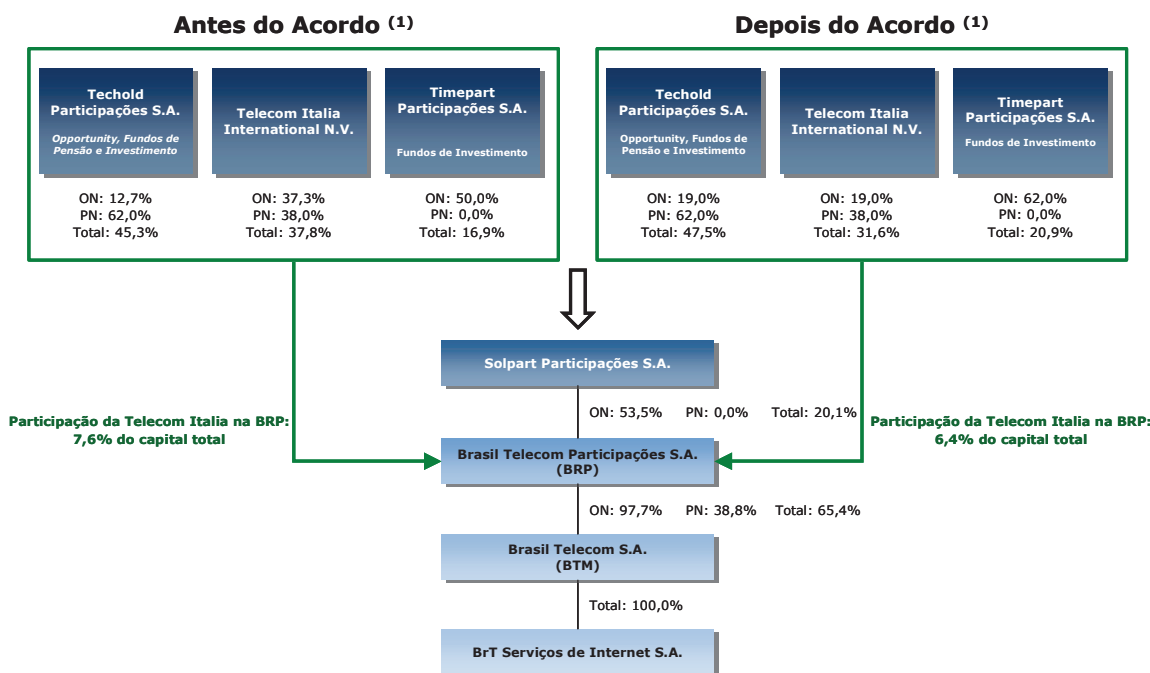 Antes do Acordo (1)
Techold
Participações S.A.
Opportunity, Fundos de
Pensão e Investimento
ON: 12,7%
PN: 62,0%
Total: 45,3%
Telecom Italia
International N.V.
ON: 37,3%
PN: 38,0%
Total: 37,8%
Timepart
Participações S.A.
Fundos de Investimento
ON: 50,0%
PN: 0,0%
Total: 16,9%
Depois do Acordo (1)
Techold
Participações S.A.
Opportunity, Fundos de
Pensão e Investimento
ON: 19,0%
PN: 62,0%
Total: 47,5%
Telecom Italia
International N.V.
ON: 19,0%
PN: 38,0%
Total: 31,6%
Timepart
Participações S.A.
Fundos de Investimento
ON: 62,0%
PN: 0,0%
Total: 20,9%
Solpart Participações S.A.
ON: 53,5% PN: 0,0% Total: 20,1%
Participação da Telecom Italia na BRP:
7,6% do capital total
Participação da Telecom Italia na BRP:
6,4% do capital total
Brasil Telecom Participações S.A.
(BRP)
ON: 97,7% PN: 38,8% Total: 65,4%
Brasil Telecom S.A.
(BTM)
Total: 100,0%
BrT Serviços de Internet S.A.